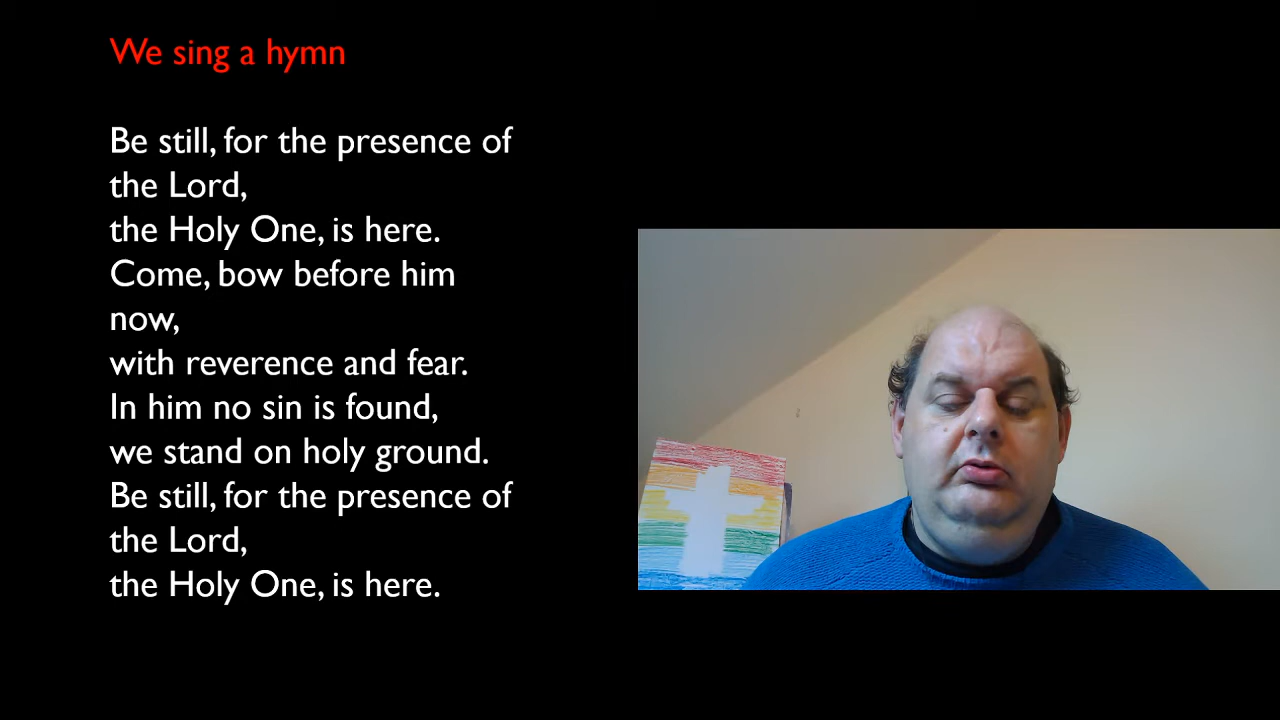 We sing a hymn
Be still, for the presence of
the Lord,
the Holy One, is here.
Come, bow before him
now,
with reverence and fear.
In him no sin is found,
we stand on holy ground.
Be still, for the presence of
the Lord,
the Holy One, is here.